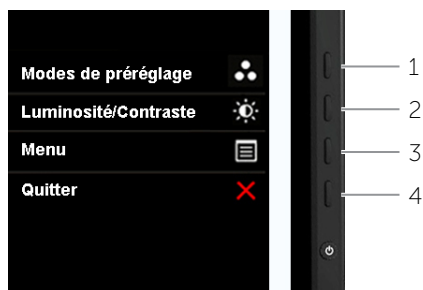 Modes de préréglage
1
Luminosité/Contraste
2
Menu
3
Quitter
4